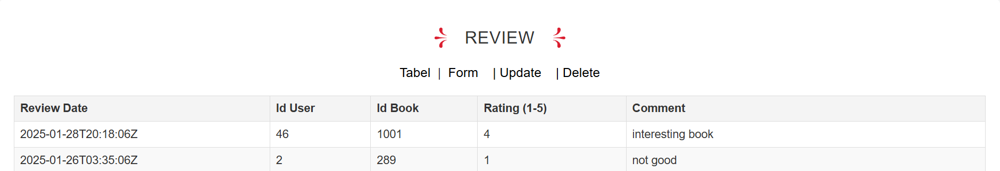 REVIEW
Tabel | Form | Update | Delete
Review Date Id User Id Book Rating (1-5) Comment
2025-01-28T20:18:06Z 46 1001 4 interesting book
2025-01-26T03:35:06Z 2 289 1 not good